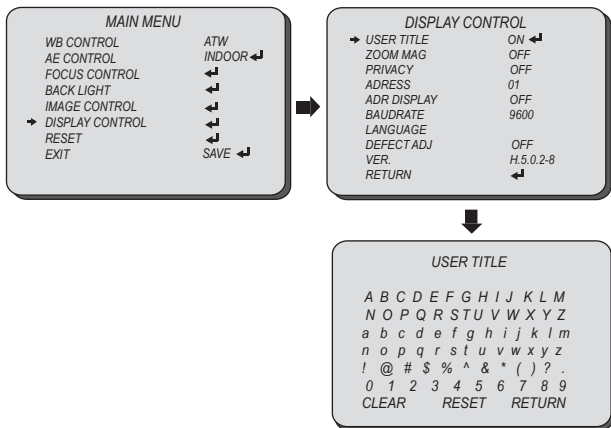 MAIN MENU
WB CONTROL ATW
AE CONTROL INDOOR
FOCUS CONTROL
BACK LIGHT
IMAGE CONTROL
DISPLAY CONTROL
RESET
EXIT SAVE
DISPLAY CONTROL
USER TITLE ON
ZOOM MAG OFF
PRIVACY OFF
ADRESS 01
ADR DISPLAY OFF
BAUDRATE 9600
LANGUAGE
DEFECT ADJ OFF
VER. H.5.0.2-8
RETURN
USER TITLE
A B C D E F G H I J K L M
N O P Q R S T U V W X Y Z
a b c d e f g h i j k l m
n o p q r s t u v w x y z
! @ # $ % ^ & * ( ) ? .
0 1 2 3 4 5 6 7 8 9
CLEAR RESET RETURN